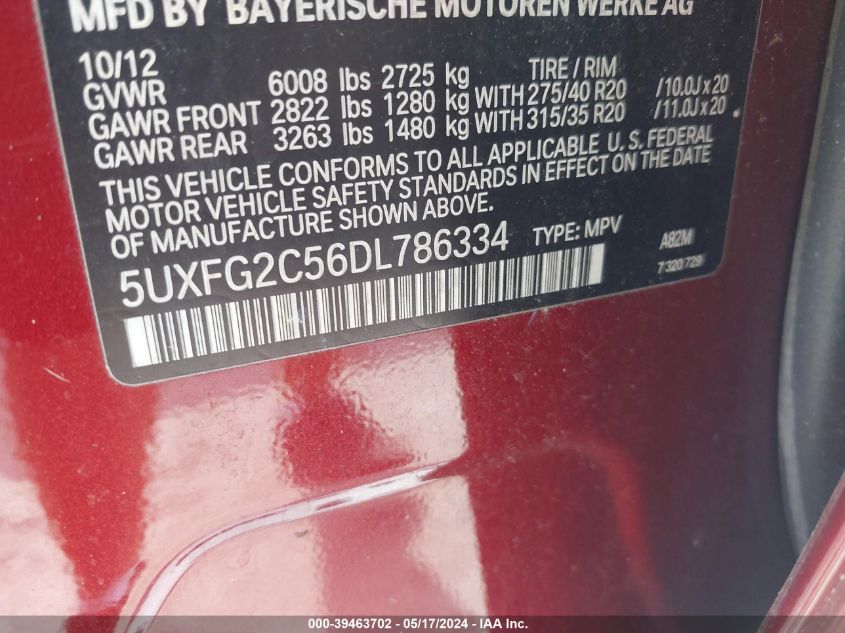 MFD BY BAYERISCHE MOTOREN WERKE AG
10/12
GVWR 6008 lbs 2725 kg TIRE / RIM
GAWR FRONT 2822 lbs 1280 kg WITH 275/40 R20 /10.0J x 20
GAWR REAR 3263 lbs 1480 kg WITH 315/35 R20 /11.0J x 20
THIS VEHICLE CONFORMS TO ALL APPLICABLE U.S. FEDERAL
MOTOR VEHICLE SAFETY STANDARDS IN EFFECT ON THE DATE
OF MANUFACTURE SHOWN ABOVE.
5UXFG2C56DL786334 TYPE: MPV A82M
7 320 729
000-39463702 - 05/17/2024 - IAA Inc.